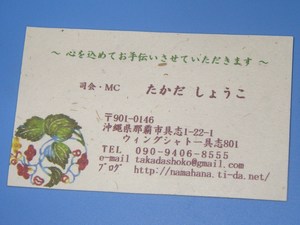 ～ 心を込めてお手伝いさせていただきます ～
司会・MC　たかだ しょうこ
〒901-0146
沖縄県那覇市具志1-22-1
ウィングシャトー具志801
TEL　090-9406-8555
e-mail takadashoko@gmail.com
ブログ　http://namahana.ti-da.net/